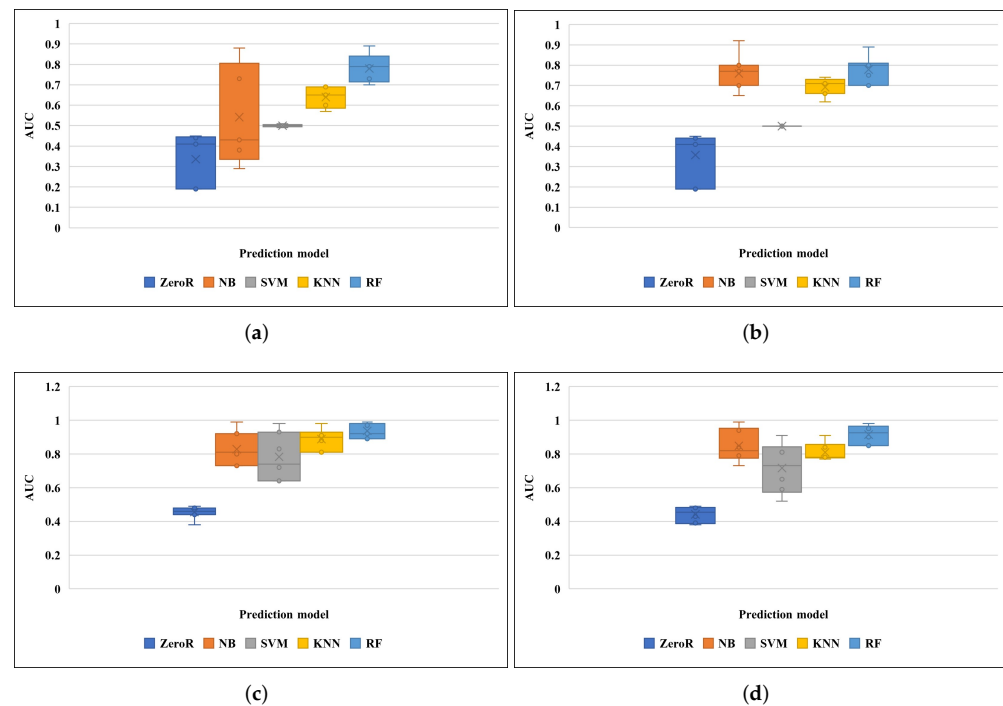 1
0.9
0.8
0.7
0.6
0.5
0.4
0.3
0.2
0.1
0
AUC
Prediction model
ZeroR NB SVM KNN RF
(a)
1
0.9
0.8
0.7
0.6
0.5
0.4
0.3
0.2
0.1
0
AUC
Prediction model
ZeroR NB SVM KNN RF
(b)
1.2
1
0.8
0.6
0.4
0.2
0
AUC
Prediction model
ZeroR NB SVM KNN RF
(c)
1.2
1
0.8
0.6
0.4
0.2
0
AUC
Prediction model
ZeroR NB SVM KNN RF
(d)